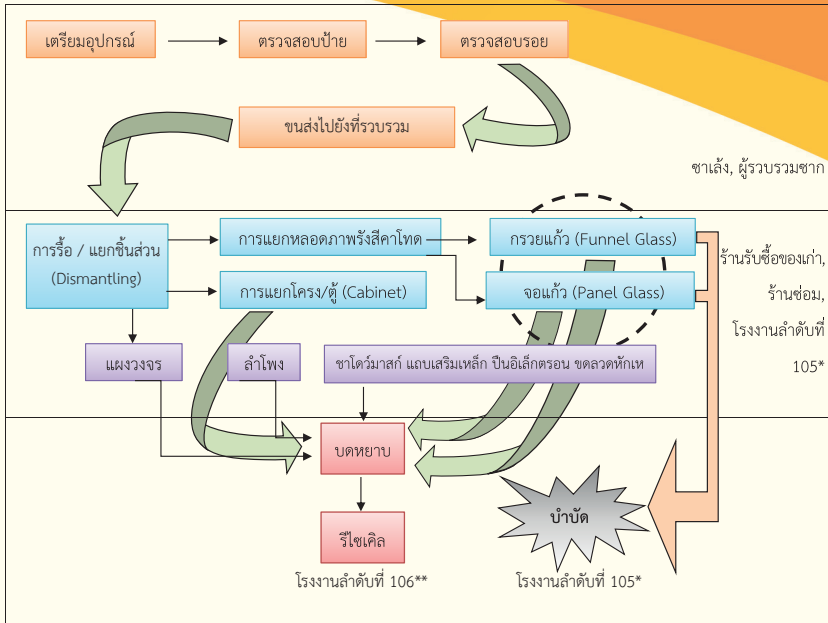 เตรียมอุปกรณ์
ตรวจสอบป้าย
ตรวจสอบรอย
ขนส่งไปยังที่รวบรวม
ซาเล้ง, ผู้รวบรวมซาก
การรื้อ / แยกชิ้นส่วน
(Dismantling)
การแยกหลอดภาพรังสีคาโทด
กรวยแก้ว (Funnel Glass)
การแยกโครง/ตู้ (Cabinet)
จอแก้ว (Panel Glass)
ร้านรับซื้อของเก่า,
ร้านซ่อม,
โรงงานลำดับที่
105*
แผงวงจร
ลำโพง
ชาโดว์มาสก์ แถบเสริมเหล็ก ปืนอิเล็กตรอน ขดลวดหักเห
บดหยาบ
บำบัด
รีไซเคิล
โรงงานลำดับที่ 106**
โรงงานลำดับที่ 105*